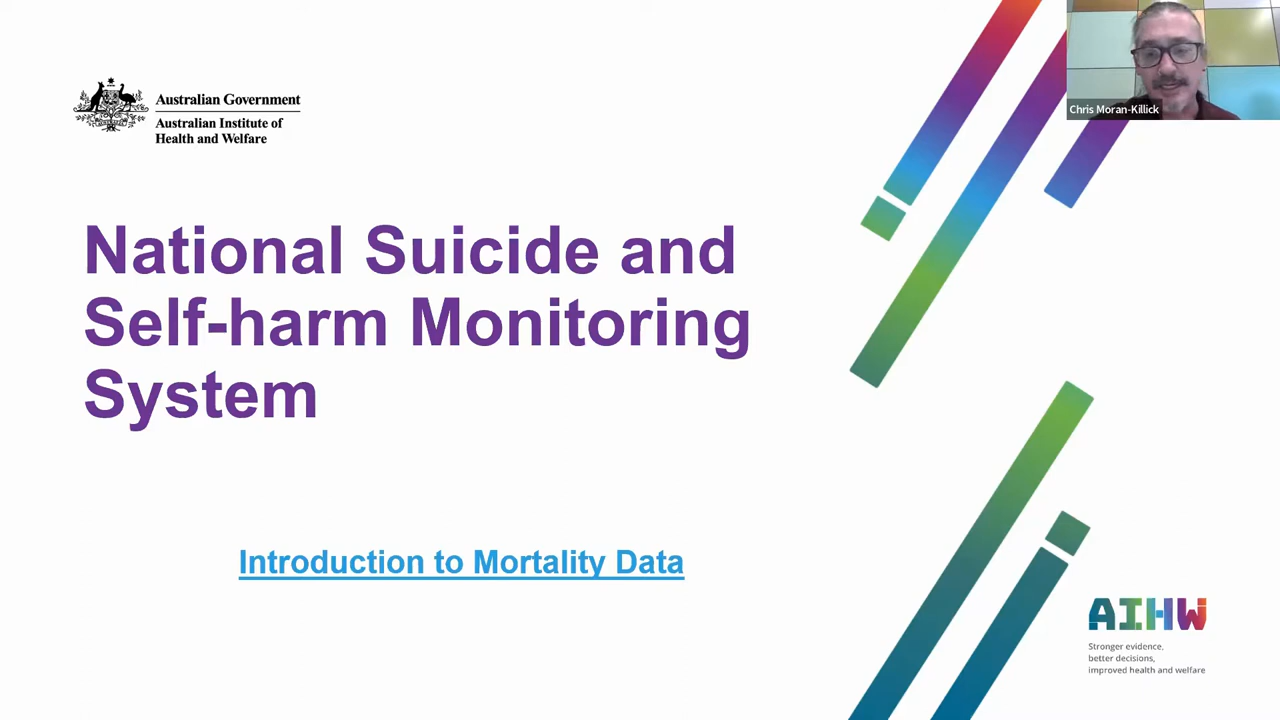 Australian Government
Australian Institute of
Health and Welfare
Chris Moran-Killick
National Suicide and
Self-harm Monitoring
System
Introduction to Mortality Data
AIHW
Stronger evidence,
better decisions,
improved health and welfare